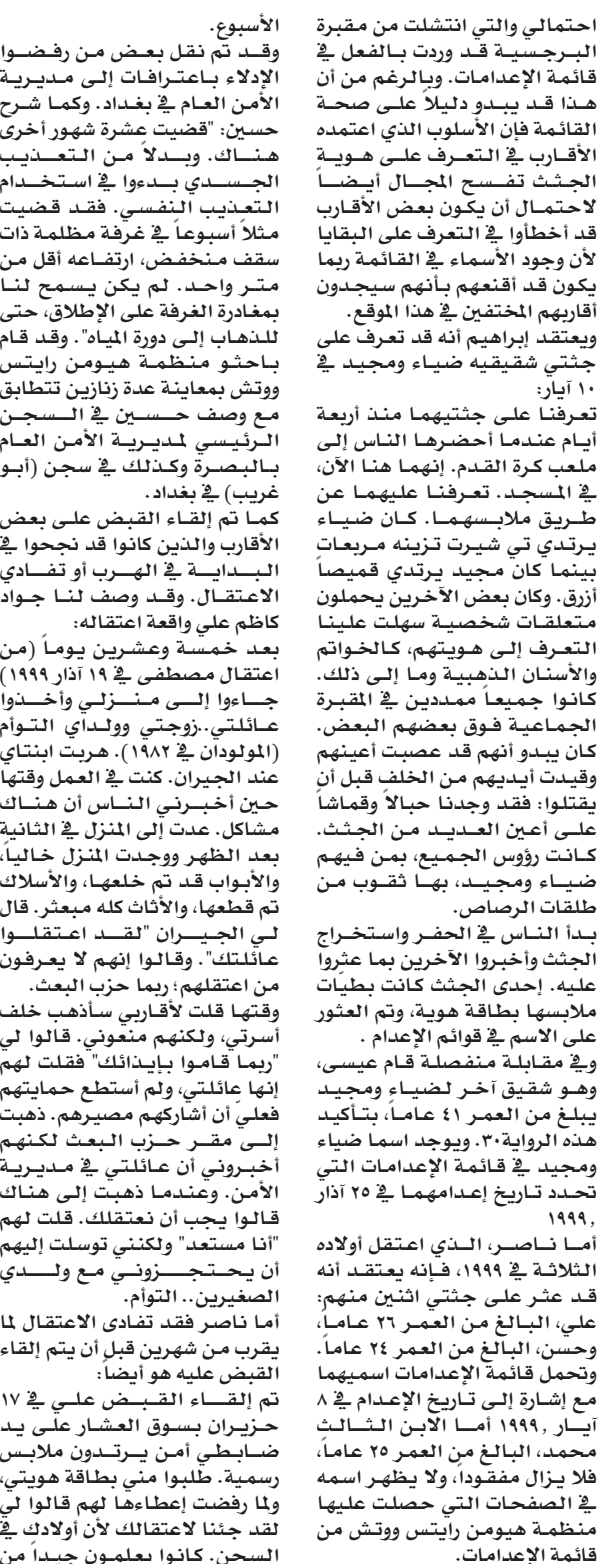 احتمالي والتي انتشلت من مقبرة
البرجسية قد وردت بالفعل في
قائمة الإعدامات. وبالرغم من أن
هذا قد يبدو دليلاً على صحة
القائمة فإن الأسلوب الذي اعتمده
الأقارب في التعرف على هوية
الجثث تفسح المجال أيضاً
لاحتمال أن يكون بعض الأقارب
قد أخطأوا في التعرف على البقايا
لأن وجود الأسماء في القائمة ربما
يكون قد أقنعهم بأنهم سيجدون
أقاربهم المختفين في هذا الموقع.
ويعتقد إبراهيم أنه قد تعرف على
جثتي شقيقيه ضياء ومجيد في
١٠ آيار:
تعرفنا على جثتيهما منذ أربعة
أيام عندما أحضرها الناس إلى
ملعب كرة القدم. إنهما هنا الآن،
في المسجد. تعرفنا عليهما عن
طريق ملابسهما. كان ضياء
يرتدي تي شيرت تزينه مربعات
بينما كان مجيد يرتدي قميصاً
أزرق. وكان بعض الآخرين يحملون
متعلقات شخصية سهلت علينا
التعرف إلى هويتهم، كالخواتم
والأسنان الذهبية وما إلى ذلك.
كانوا جميعاً ممددين في المقبرة
الجماعية فوق بعضهم البعض.
كان يبدو أنهم قد عصبت أعينهم
وقيدت أيديهم من الخلف قبل أن
يقتلوا: فقد وجدنا حبالاً وقماشاً
على أعين العديد من الجثث.
كانت رؤوس الجميع، بمن فيهم
ضياء ومجيد، بها ثقوب من
طلقات الرصاص.
بدأ الناس في الحفر واستخراج
الجثث وأخبروا الآخرين بما عثروا
عليه. إحدى الجثث كانت بطيات
ملابسها بطاقة هوية، وتم العثور
على الاسم في قوائم الإعدام .
وفي مقابلة منفصلة قام عيسى،
وهو شقيق آخر لضياء ومجيد
يبلغ من العمر ٤١ عاماً، بتأكيد
هذه الرواية٣٠. ويوجد اسما ضياء
ومجيد في قائمة الإعدامات التي
تحدد تاريخ إعدامهما في ٢٥ آذار
١٩٩٩,
أما ناصر، الذي اعتقل أولاده
الثلاثة في ١٩٩٩، فإنه يعتقد أنه
قد عثر على جثتي اثنين منهم:
علي، البالغ من العمر ٢٦ عاماً،
وحسن، البالغ من العمر ٢٤ عاماً.
وتحمل قائمة الإعدامات اسميهما
مع إشارة إلى تاريخ الإعدام في ٨
آيار ,١٩٩٩ أما الابن الثالث
محمد، البالغ من العمر ٢٥ عاماً،
فلا يزال مفقوداً، ولا يظهر اسمه
في الصفحات التي حصلت عليها
منظمة هيومن رايتس ووتش من
قائمة الإعدامات.
الأسبوع.
وقد تم نقل بعض من رفضوا
الإدلاء باعترافات إلى مديرية
الأمن العام في بغداد. وكما شرح
حسين: "قضيت عشرة شهور أخرى
هناك. وبدلاً من التعذيب
الجسدي بدءوا في استخدام
التعذيب النفسي. فقد قضيت
مثلاً أسبوعاً في غرفة مظلمة ذات
سقف منخفض، ارتفاعه أقل من
متر واحد. لم يكن يسمح لنا
بمغادرة الغرفة على الإطلاق، حتى
للذهاب إلى دورة المياه". وقد قام
باحثو منظمة هيومن رايتس
ووتش بمعاينة عدة زنازين تتطابق
مع وصف حسين في السجن
الرئيسي لمديرية الأمن العام
بالبصرة وكذلك في سجن (أبو
غريب) في بغداد.
كما تم إلقاء القبض على بعض
الأقارب والذين كانوا قد نجحوا في
البداية في الهرب أو تفادي
الاعتقال. وقد وصف لنا جواد
كاظم علي واقعة اعتقاله:
بعد خمسة وعشرين يوماً (من
اعتقال مصطفى في ١٩ آذار ١٩٩٩)
جاءوا إلى منزلي وأخذوا
عائلتي..زوجتي وولداي التوأم
(المولودان في ١٩٨٢). هربت ابنتاي
عند الجيران. كنت في العمل وقتها
حين أخبرني الناس أن هناك
مشاكل. عدت إلى المنزل في الثانية
بعد الظهر ووجدت المنزل خالياً،
والأبواب قد تم خلعها، والأسلاك
تم قطعها، والأثاث كله مبعثر. قال
لي الجيران "لقد اعتقلوا
عائلتك". وقالوا إنهم لا يعرفون
من اعتقلهم؛ ربما حزب البعث.
وقتها قلت لأقاربي سأذهب خلف
أسرتي، ولكنهم منعوني. قالوا لي
"ربما قاموا بإيذائك" فقلت لهم
إنها عائلتي، ولم أستطع حمايتهم
فعليّ أن أشاركهم مصيرهم. ذهبت
إلى مقر حزب البعث لكنهم
أخبروني أن عائلتي في مديرية
الأمن. وعندما ذهبت إلى هناك
قالوا يجب أن نعتقلك. قلت لهم
"أنا مستعد" ولكنني توسلت إليهم
أن يحتجزوني مع ولدي
الصغيرين.. التوأم.
أما ناصر فقد تفادى الاعتقال لما
يقرب من شهرين قبل أن يتم إلقاء
القبض عليه هو أيضاً:
تم إلقاء القبض علي في ١٧
حزيران بسوق العشار على يد
ضابطي أمن يرتدون ملابس
رسمية. طلبوا مني بطاقة هويتي،
ولما رفضت إعطاءها لهم قالوا لي
لقد جئنا لاعتقالك لأن أولادك في
السجن. كانوا يعلمون جيداً من